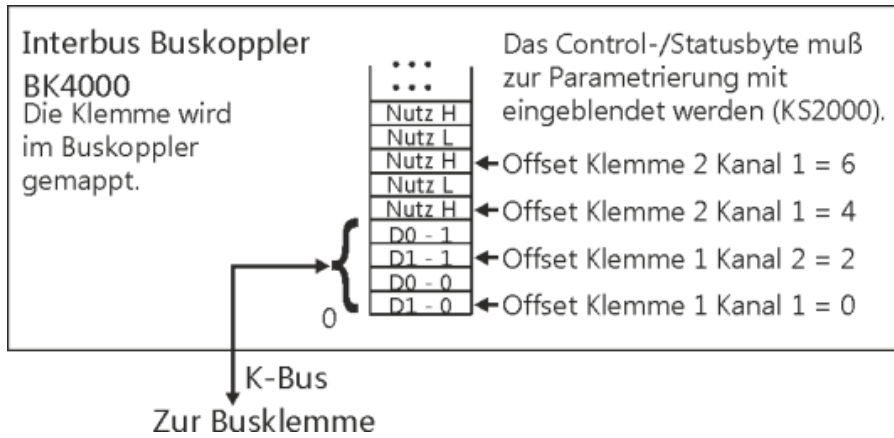 Interbus Buskoppler
BK4000
Die Klemme wird
im Buskoppler
gemappt.
Das Control-/Statusbyte muß
zur Parametrierung mit
eingeblendet werden (KS2000).
Nutz H
Nutz L
Nutz H
Offset Klemme 2 Kanal 1 = 6
Nutz L
Nutz H
Offset Klemme 2 Kanal 1 = 4
D0 - 1
D1 - 1
Offset Klemme 1 Kanal 2 = 2
D0 - 0
D1 - 0
Offset Klemme 1 Kanal 1 = 0
0
K-Bus
Zur Busklemme